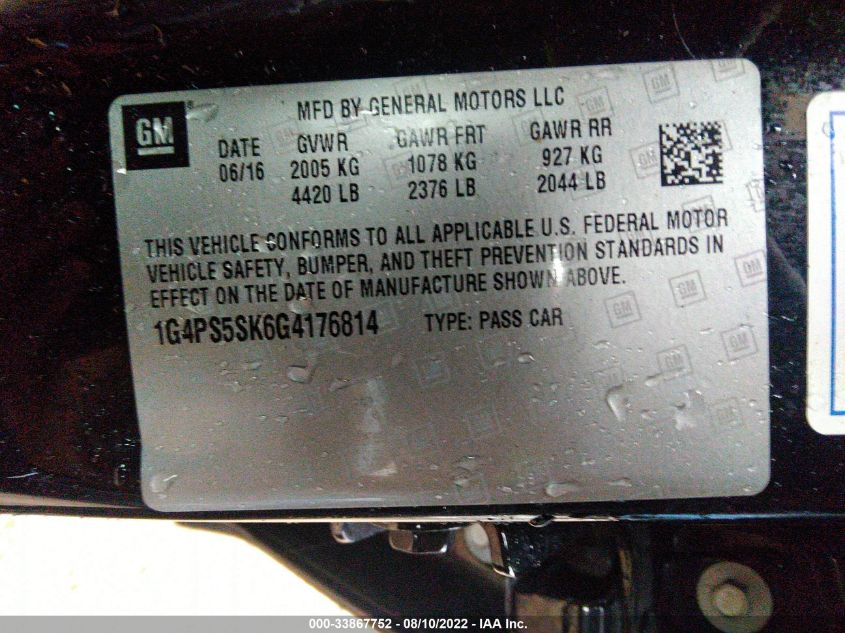 GM
MFD BY GENERAL MOTORS LLC
DATE GVWR GAWR FRT GAWR RR
06/16 2005 KG 1078 KG 927 KG
4420 LB 2376 LB 2044 LB
THIS VEHICLE CONFORMS TO ALL APPLICABLE U.S. FEDERAL MOTOR
VEHICLE SAFETY, BUMPER, AND THEFT PREVENTION STANDARDS IN
EFFECT ON THE DATE OF MANUFACTURE SHOWN ABOVE.
1G4PS5SK6G4176814 TYPE: PASS CAR
000-33867752 - 08/10/2022 - IAA Inc.